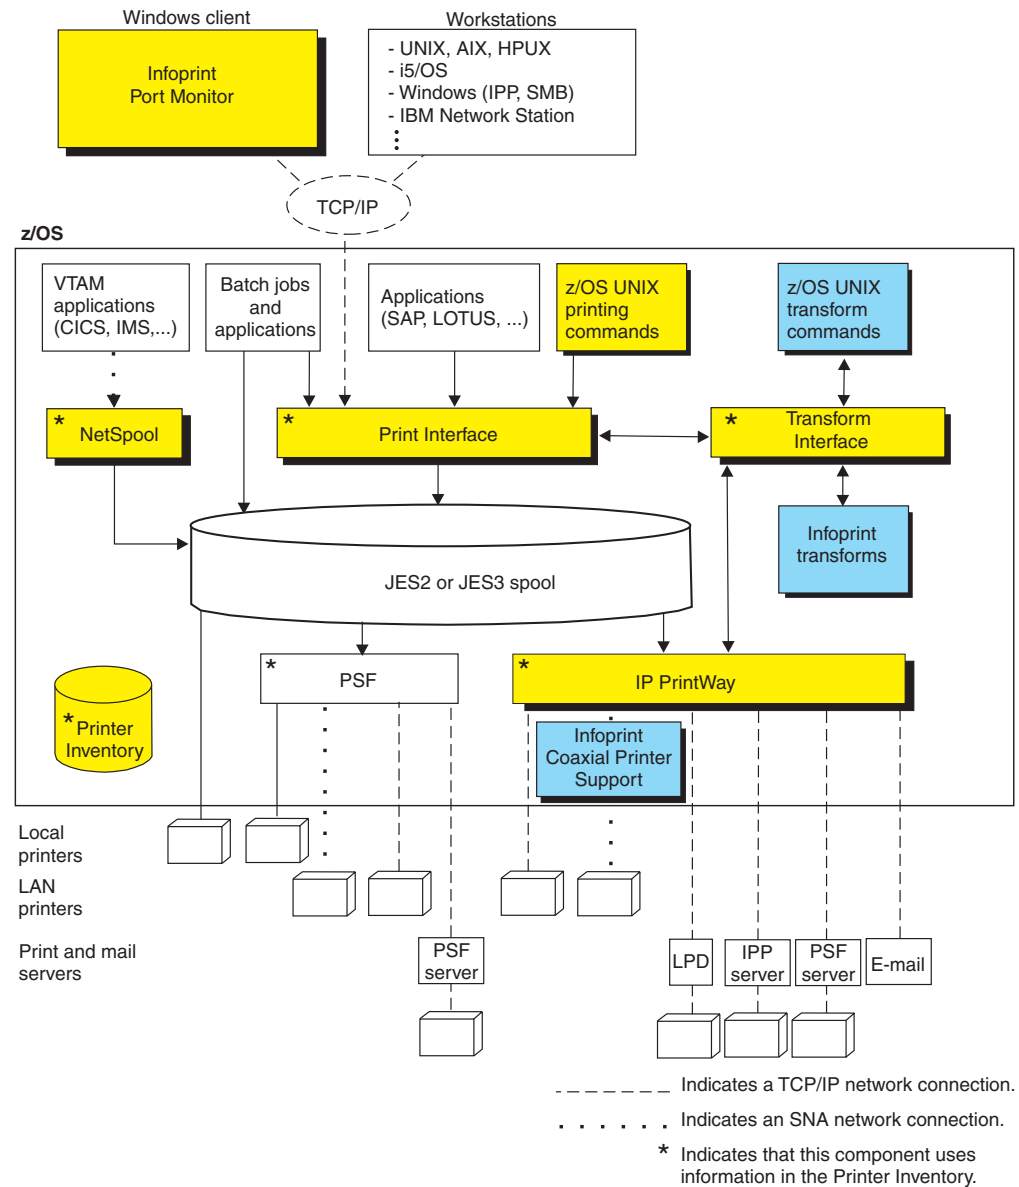 Windows client
Workstations
Infoprint
Port Monitor
- UNIX, AIX, HPUX
- i5/OS
- Windows (IPP, SMB)
- IBM Network Station
TCP/IP
z/OS
VTAM
applications
(CICS, IMS,...)
Batch jobs
and
applications
Applications
(SAP, LOTUS, ...)
z/OS UNIX
printing
commands
z/OS UNIX
transform
commands
* NetSpool
* Print Interface
* Transform
Interface
Infoprint
transforms
JES2 or JES3 spool
* PSF
* IP PrintWay
* Printer
Inventory
Infoprint
Coaxial Printer
Support
Local
printers
LAN
printers
Print and mail
servers
PSF
server
LPD
IPP
server
PSF
server
E-mail
Indicates a TCP/IP network connection.
Indicates an SNA network connection.
* Indicates that this component uses
information in the Printer Inventory.